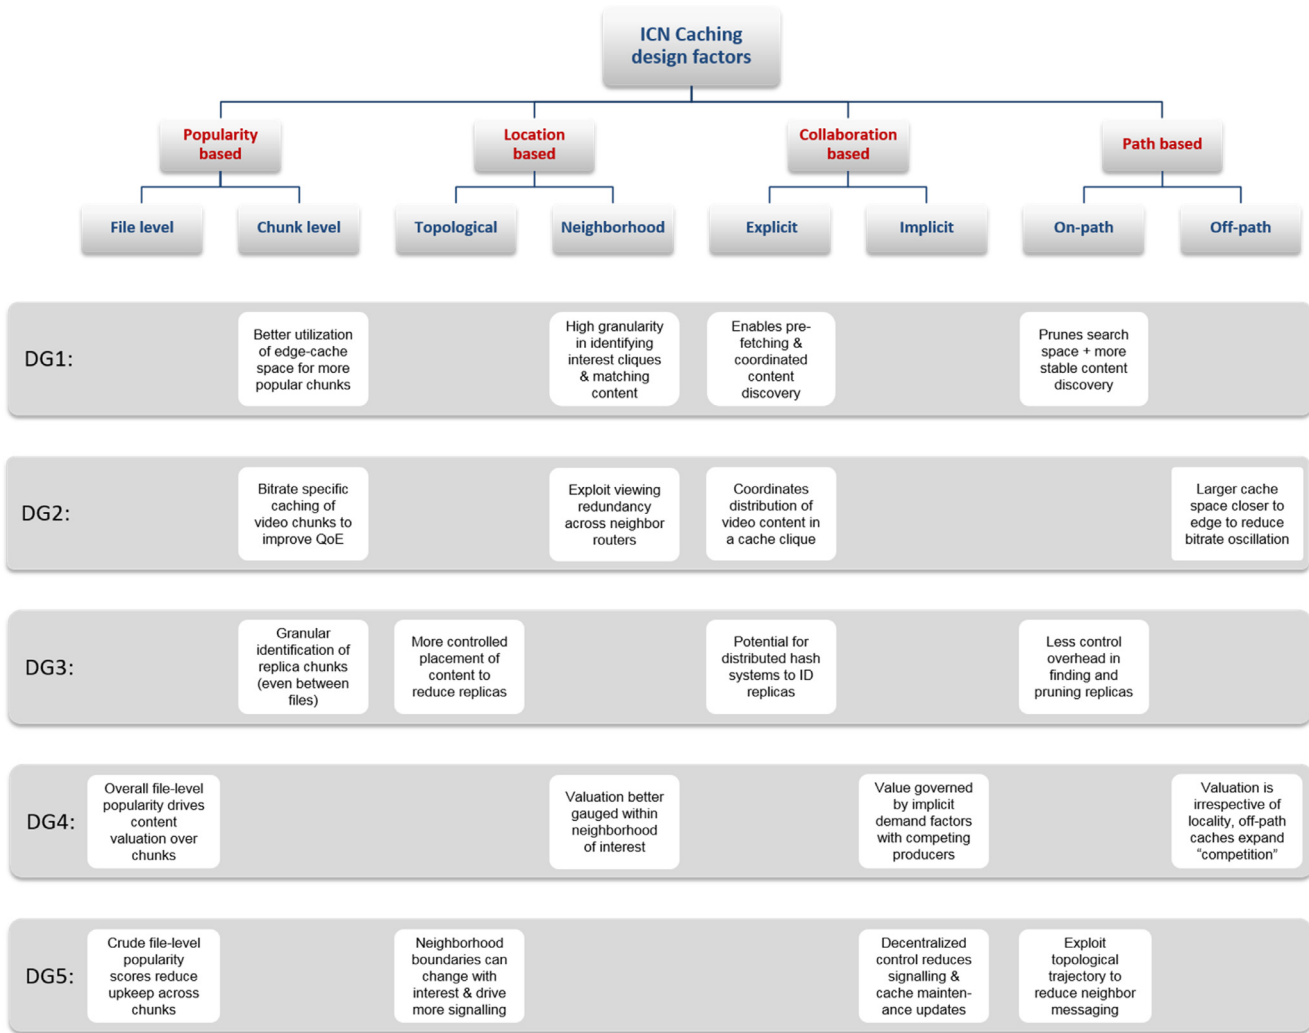 ICN Caching
design factors
Popularity
based
Location
based
Collaboration
based
Path based
File level
Chunk level
Topological
Neighborhood
Explicit
Implicit
On-path
Off-path
DG1:
Better utilization
of edge-cache
space for more
popular chunks
High granularity
in identifying
interest cliques
& matching
content
Enables pre-
fetching &
coordinated
content
discovery
Prunes search
space + more
stable content
discovery
DG2:
Bitrate specific
caching of
video chunks to
improve QoE
Exploit viewing
redundancy
across neighbor
routers
Coordinates
distribution of
video content in
a cache clique
Larger cache
space closer to
edge to reduce
bitrate oscillation
DG3:
Granular
identification of
replica chunks
(even between
files)
More controlled
placement of
content to
reduce replicas
Potential for
distributed hash
systems to ID
replicas
Less control
overhead in
finding and
pruning replicas
DG4:
Overall file-level
popularity drives
content
valuation over
chunks
Valuation better
gauged within
neighborhood
of interest
Value governed
by implicit
demand factors
with competing
producers
Valuation is
irrespective of
locality, off-path
caches expand
“competition”
DG5:
Crude file-level
popularity
scores reduce
upkeep across
chunks
Neighborhood
boundaries can
change with
interest & drive
more signalling
Decentralized
control reduces
signalling &
cache mainten-
ance updates
Exploit
topological
trajectory to
reduce neighbor
messaging